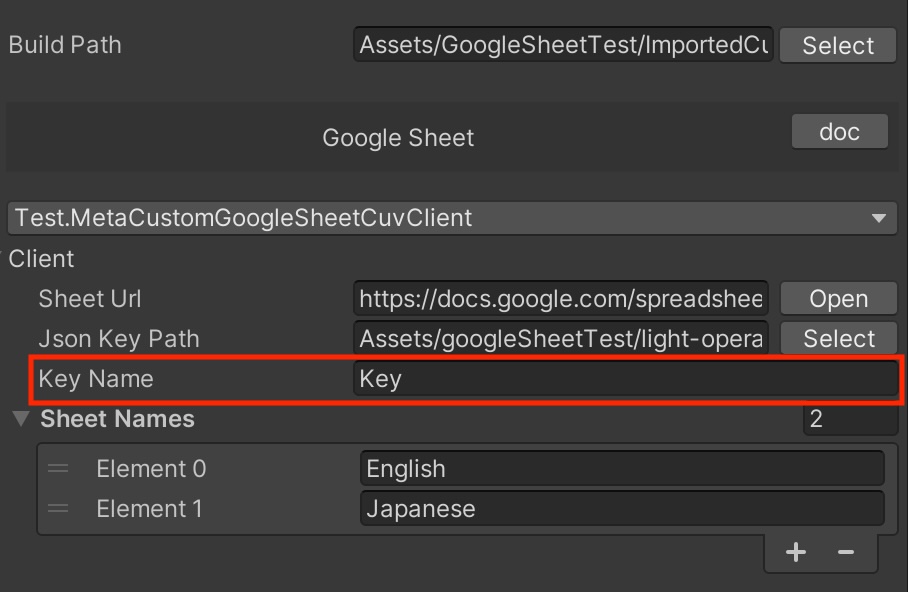 Build Path Assets/GoogleSheetTest/ImportedCu Select
Google Sheet doc
Test.MetaCustomGoogleSheetCuvClient
Client
Sheet Url https://docs.google.com/spreadshee Open
Json Key Path Assets/googleSheetTest/light-opera Select
Key Name Key
Sheet Names 2
Element 0 English
Element 1 Japanese
+ −